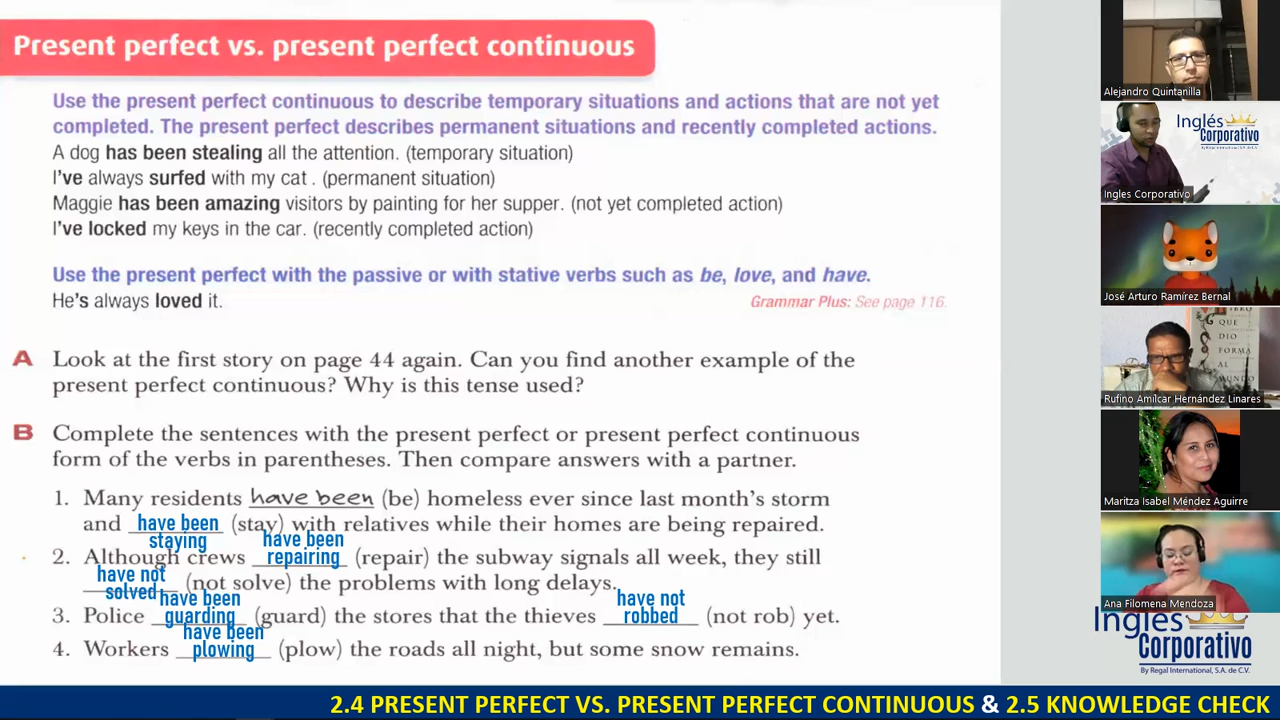 Present perfect vs. present perfect continuous
Use the present perfect continuous to describe temporary situations and actions that are not yet
completed. The present perfect describes permanent situations and recently completed actions.
A dog has been stealing all the attention. (temporary situation)
I've always surfed with my cat . (permanent situation)
Maggie has been amazing visitors by painting for her supper. (not yet completed action)
I've locked my keys in the car. (recently completed action)
Use the present perfect with the passive or with stative verbs such as be, love, and have.
He's always loved it.
Grammar Plus: See page 116.
A Look at the first story on page 44 again. Can you find another example of the
present perfect continuous? Why is this tense used?
B Complete the sentences with the present perfect or present perfect continuous
form of the verbs in parentheses. Then compare answers with a partner.
1. Many residents have been (be) homeless ever since last month's storm
and have been staying (stay) with relatives while their homes are being repaired.
2. Although crews have been repairing (repair) the subway signals all week, they still
have not solved (not solve) the problems with long delays.
3. Police have been guarding (guard) the stores that the thieves have not robbed (not rob) yet.
4. Workers have been plowing (plow) the roads all night, but some snow remains.
2.4 PRESENT PERFECT VS. PRESENT PERFECT CONTINUOUS & 2.5 KNOWLEDGE CHECK
Alejandro Quintanilla
Inglés
Corporativo
By Regal International, S.A. de C.V.
Ingles Corporativo
José Arturo Ramírez Bernal
LIBRO
QUE
DIO
FORMA
AL
MUNDO
Rufino Amílcar Hernández Linares
Maritza Isabel Méndez Aguirre
Ana Filomena Mendoza
Inglés
Corporativo
By Regal International, S.A. de C.V.